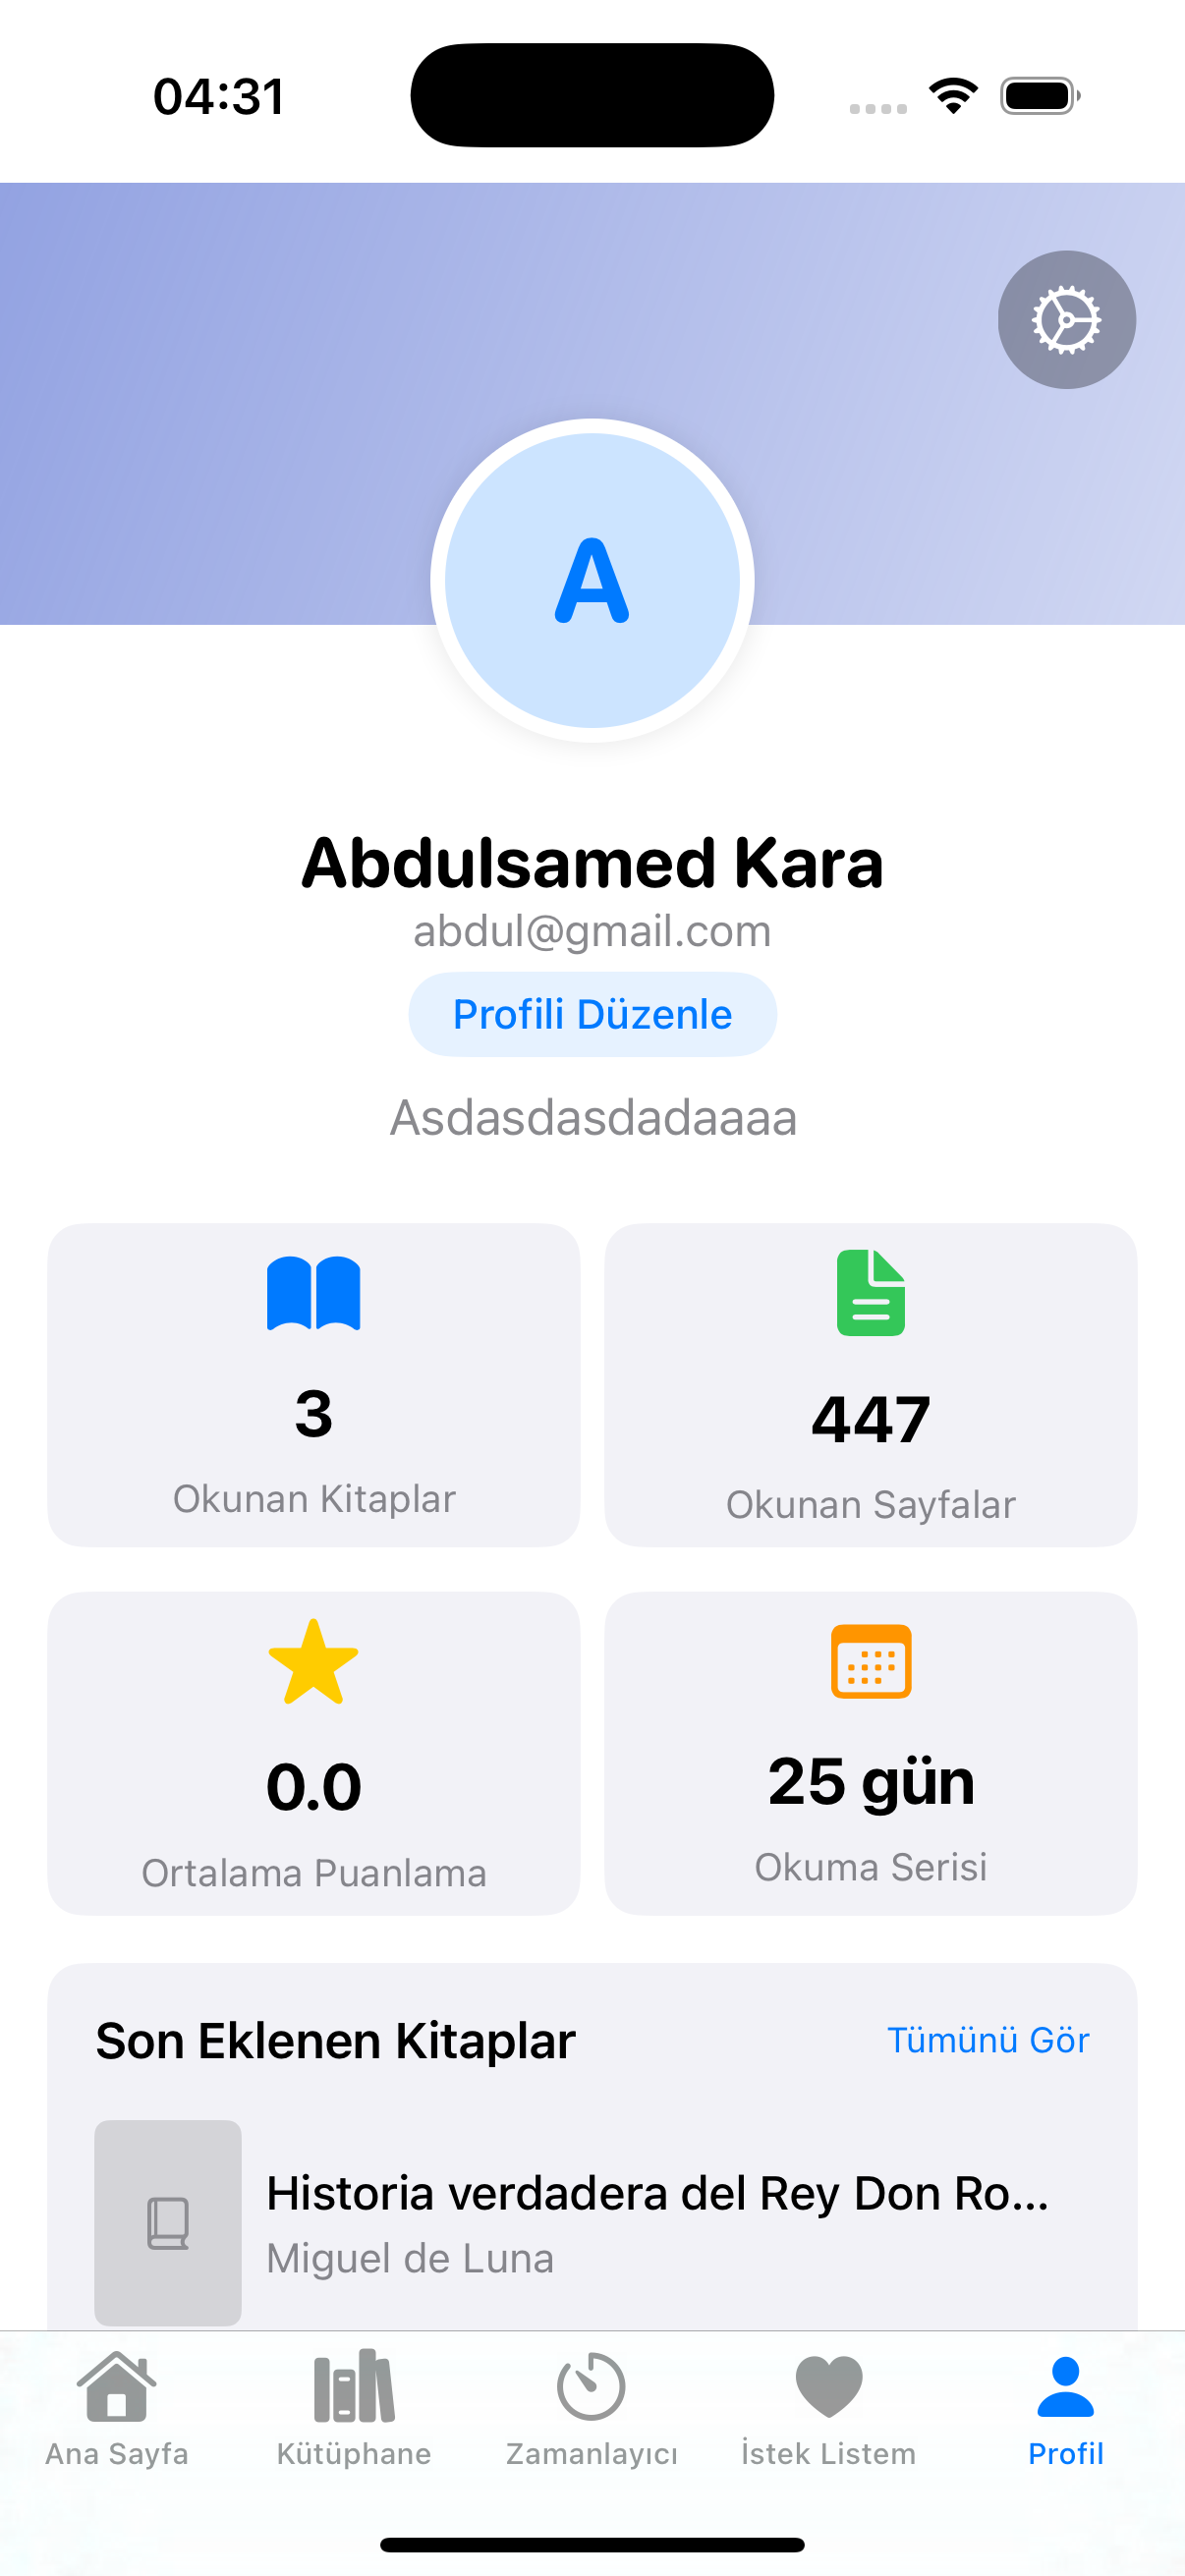 04:31
A
Abdulsamed Kara
abdul@gmail.com
Profili Düzenle
Asdasdasdadaaaa
3
Okunan Kitaplar
447
Okunan Sayfalar
0.0
Ortalama Puanlama
25 gün
Okuma Serisi
Son Eklenen Kitaplar
Tümünü Gör
Historia verdadera del Rey Don Ro...
Miguel de Luna
Ana Sayfa
Kütüphane
Zamanlayıcı
İstek Listem
Profil